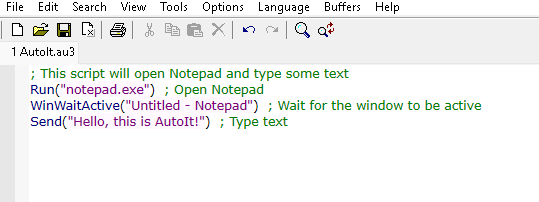 File Edit Search View Tools Options Language Buffers Help
1 AutoIt.au3
; This script will open Notepad and type some text
Run("notepad.exe") ; Open Notepad
WinWaitActive("Untitled - Notepad") ; Wait for the window to be active
Send("Hello, this is AutoIt!") ; Type text